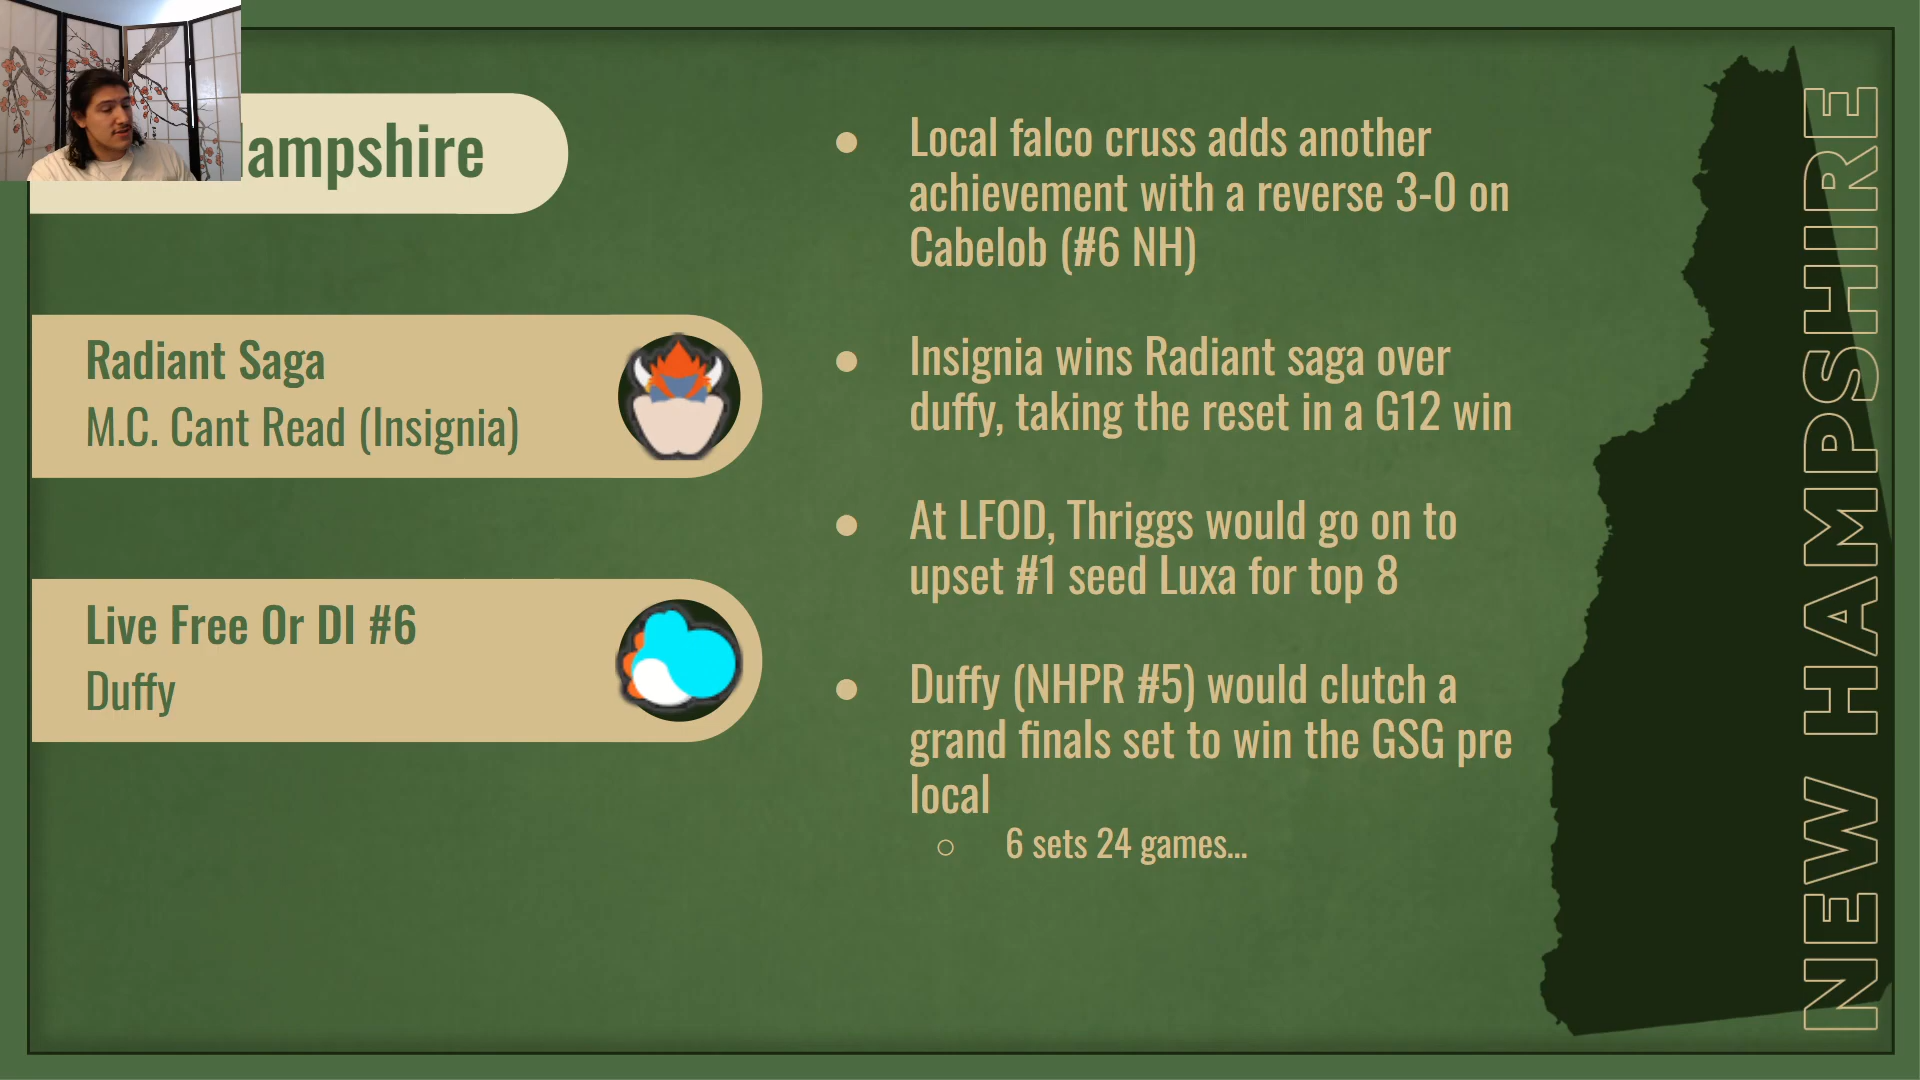 ampshire
Radiant Saga
M.C. Cant Read (Insignia)
Live Free Or DI #6
Duffy
Local falco cruss adds another
achievement with a reverse 3-0 on
Cabelob (#6 NH)
Insignia wins Radiant saga over
duffy, taking the reset in a G12 win
At LFOD, Thriggs would go on to
upset #1 seed Luxa for top 8
Duffy (NHPR #5) would clutch a
grand finals set to win the GSG pre
local
6 sets 24 games...
NEW HAMPSHIRE